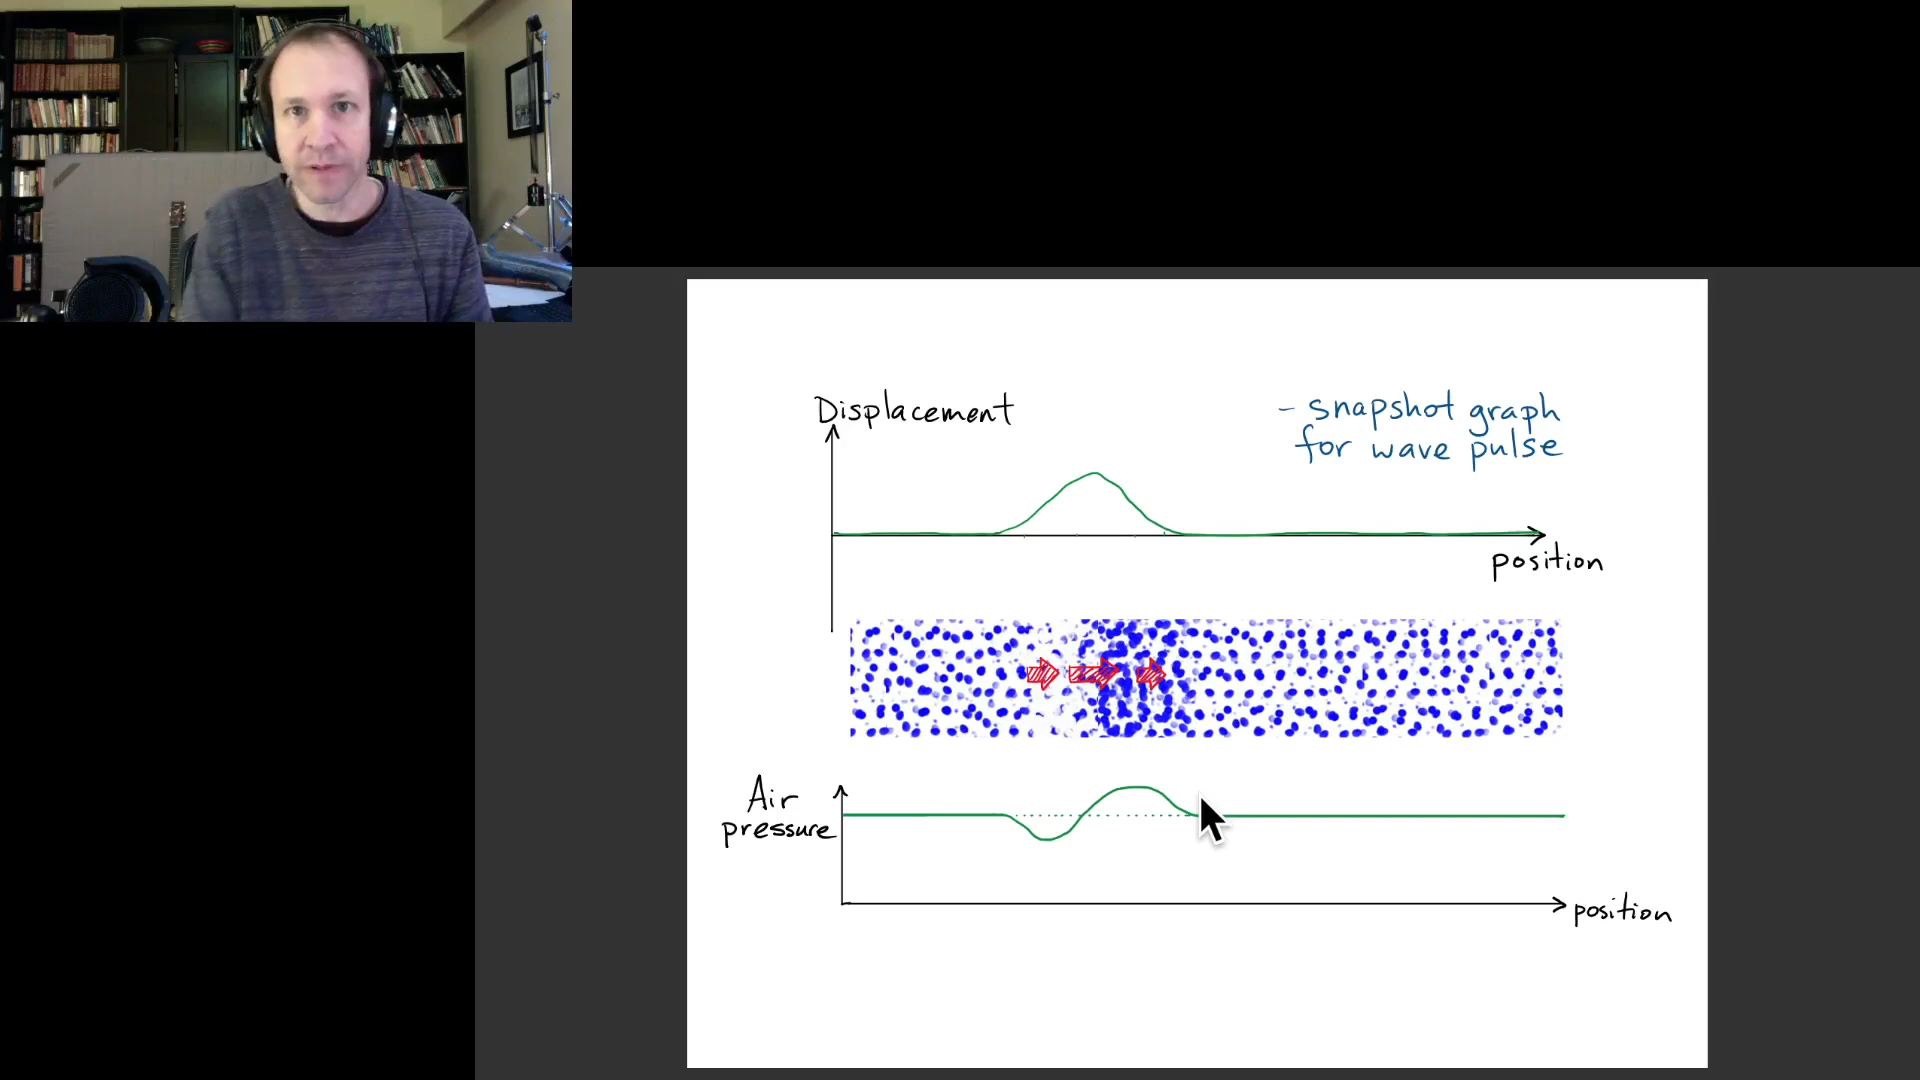 Displacement
- snapshot graph
for wave pulse
position
Air
pressure
position